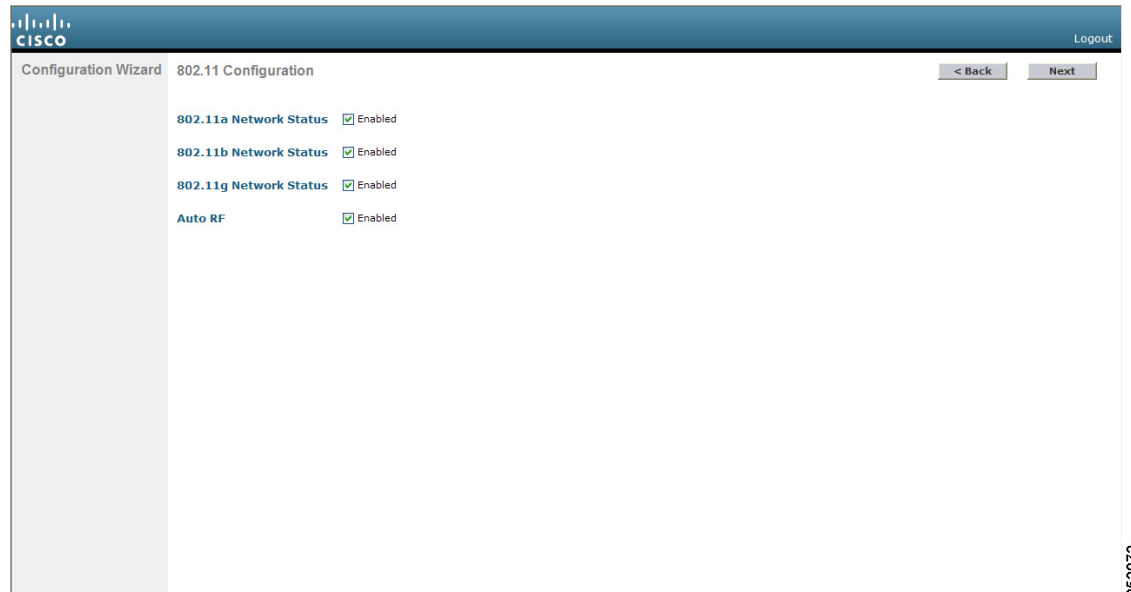 CISCO
Logout
Configuration Wizard
802.11 Configuration
< Back
Next
802.11a Network Status Enabled
802.11b Network Status Enabled
802.11g Network Status Enabled
Auto RF Enabled